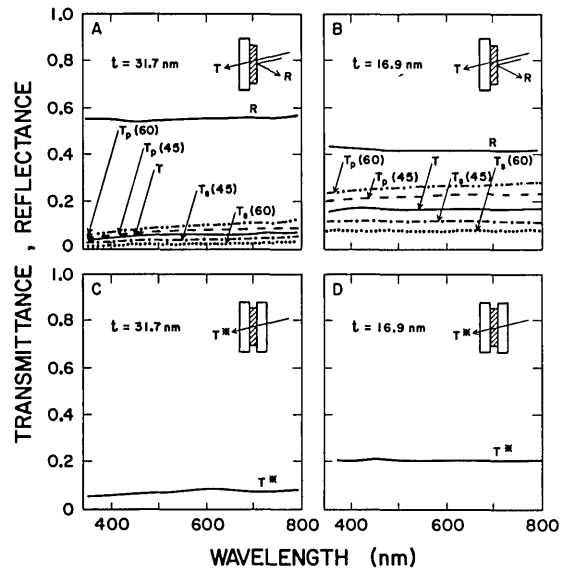 TRANSMITTANCE , REFLECTANCE
1.0
0.8
0.6
0.4
0.2
0
A
t = 31.7 nm
T
R
R
Tp (60)
Tp (45)
T
Ts (45)
Ts (60)
B
t = 16.9 nm
T
R
R
Tp (60)
Tp (45)
T
Ts (45)
Ts (60)
1.0
0.8
0.6
0.4
0.2
0
C
t = 31.7 nm
T*
T*
D
t = 16.9 nm
T*
T*
400
600
800
400
600
800
WAVELENGTH (nm)